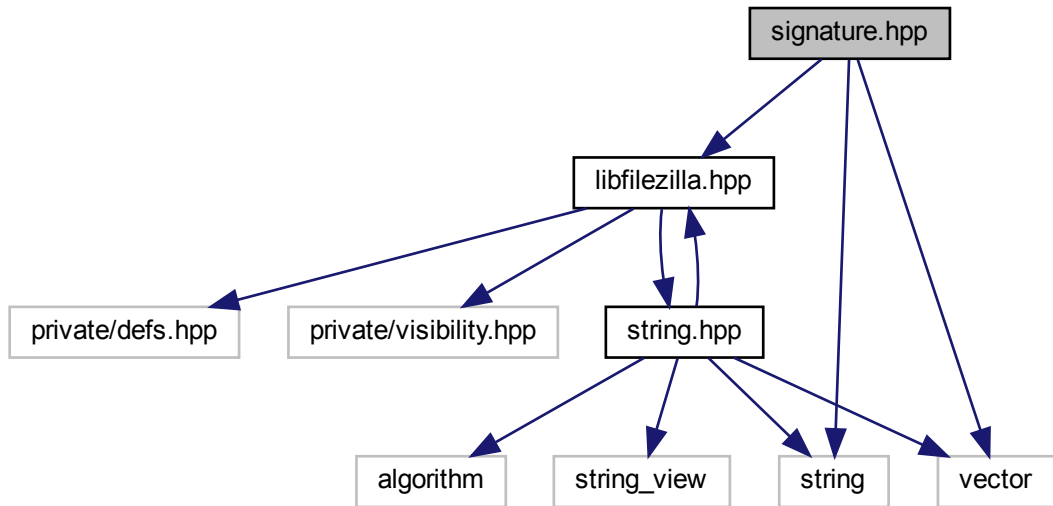 signature.hpp
libfilezilla.hpp
private/defs.hpp
private/visibility.hpp
string.hpp
algorithm
string_view
string
vector